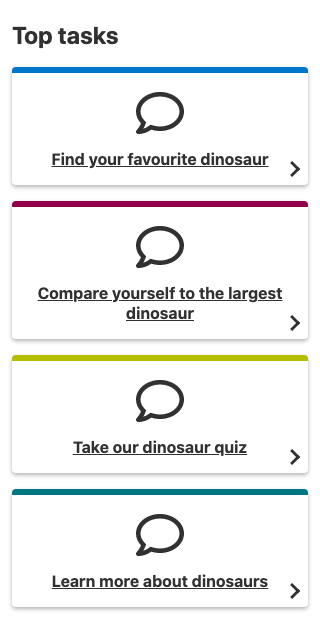 Top tasks
Find your favourite dinosaur
Compare yourself to the largest
dinosaur
Take our dinosaur quiz
Learn more about dinosaurs